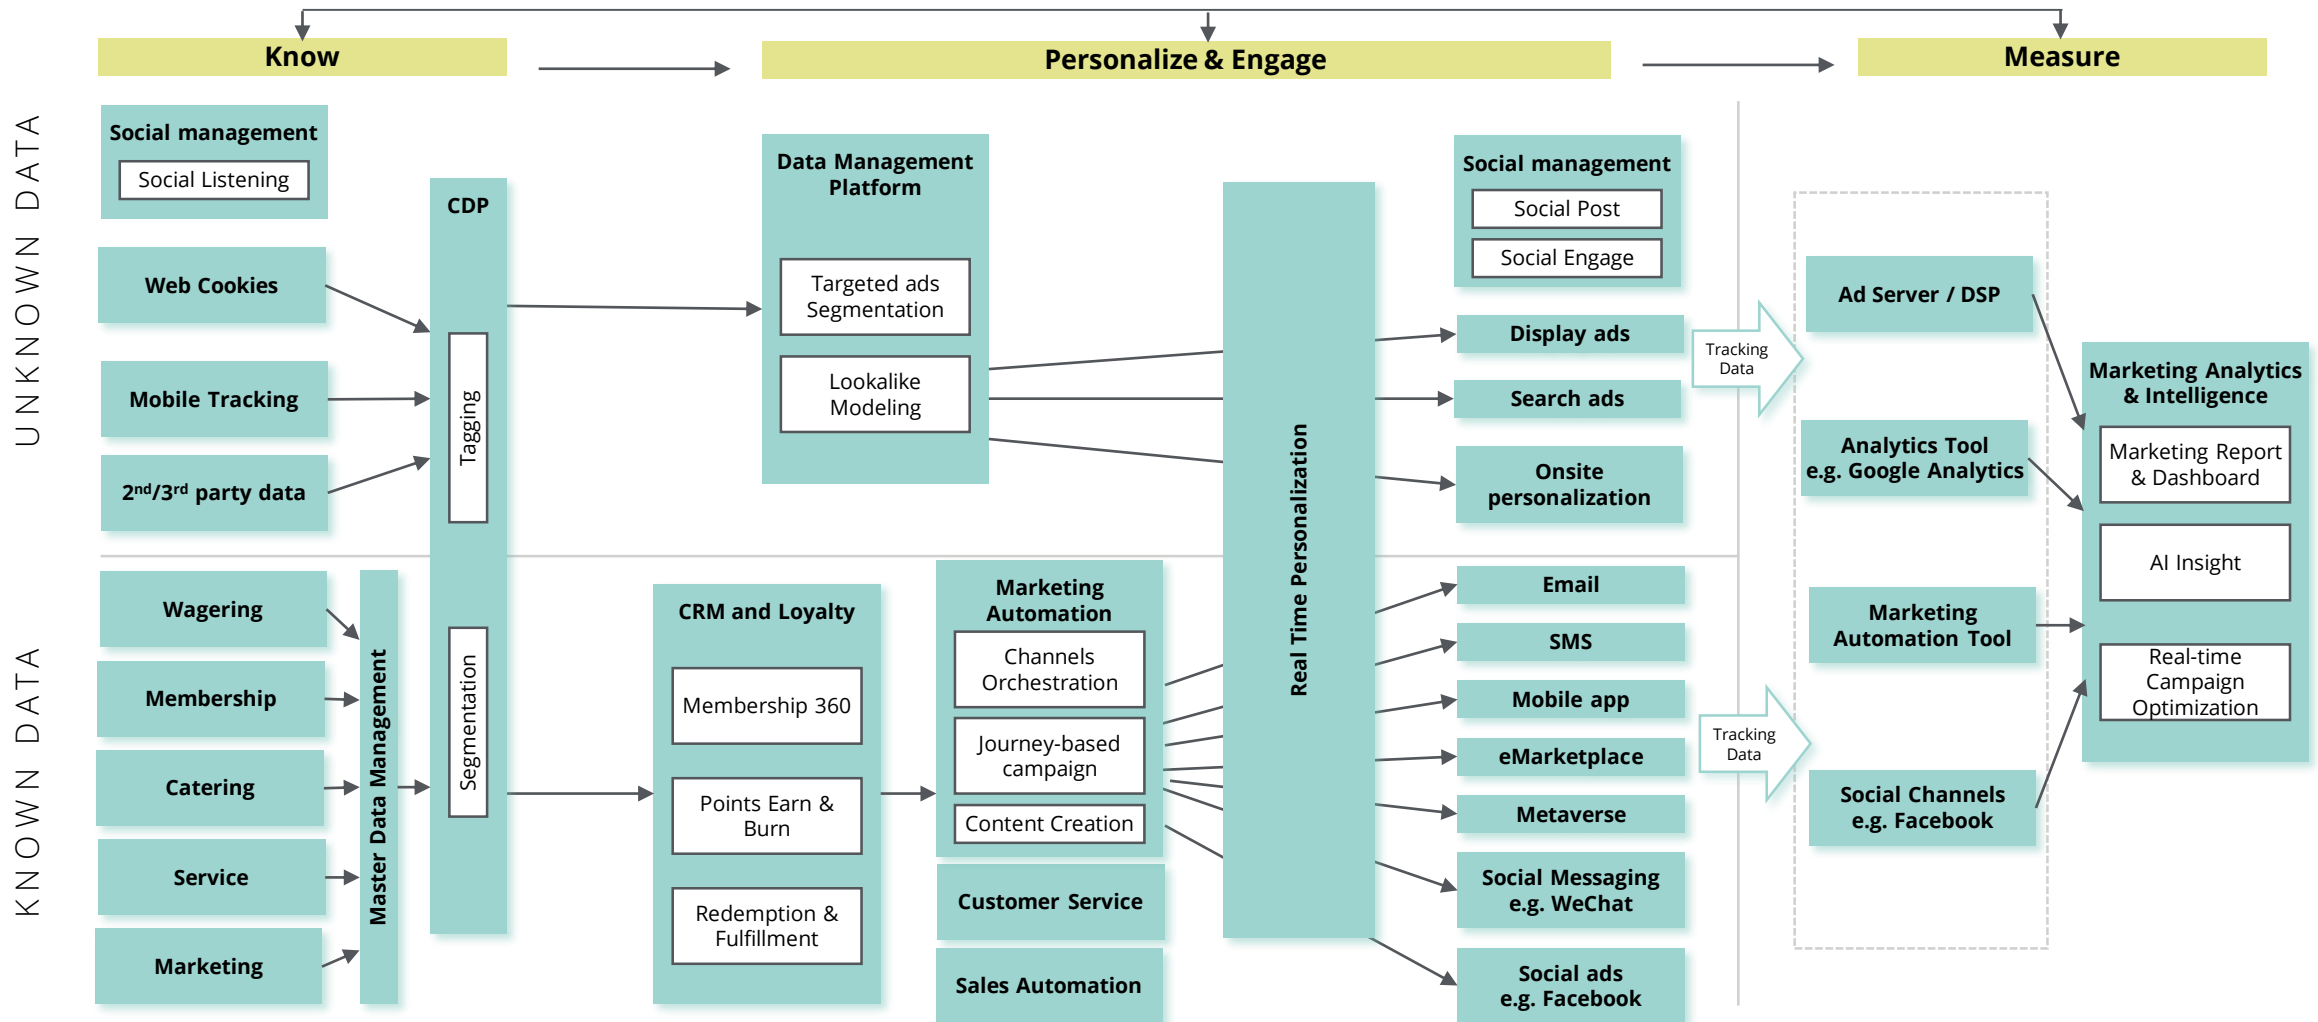 Know
Personalize & Engage
Measure
UNKNOWN DATA
Social management
Social Listening
Web Cookies
Mobile Tracking
2nd/3rd party data
CDP
Tagging
Data Management
Platform
Targeted ads
Segmentation
Lookalike
Modeling
Real Time Personalization
Social management
Social Post
Social Engage
Display ads
Search ads
Onsite
personalization
Tracking
Data
KNOWN DATA
Wagering
Membership
Catering
Service
Marketing
Master Data Management
Segmentation
CRM and Loyalty
Membership 360
Points Earn &
Burn
Redemption &
Fulfillment
Marketing
Automation
Channels
Orchestration
Journey-based
campaign
Content Creation
Customer Service
Sales Automation
Email
SMS
Mobile app
eMarketplace
Metaverse
Social Messaging
e.g. WeChat
Social ads
e.g. Facebook
Tracking
Data
Ad Server / DSP
Analytics Tool
e.g. Google Analytics
Marketing
Automation Tool
Social Channels
e.g. Facebook
Marketing Analytics
& Intelligence
Marketing Report
& Dashboard
AI Insight
Real-time
Campaign
Optimization